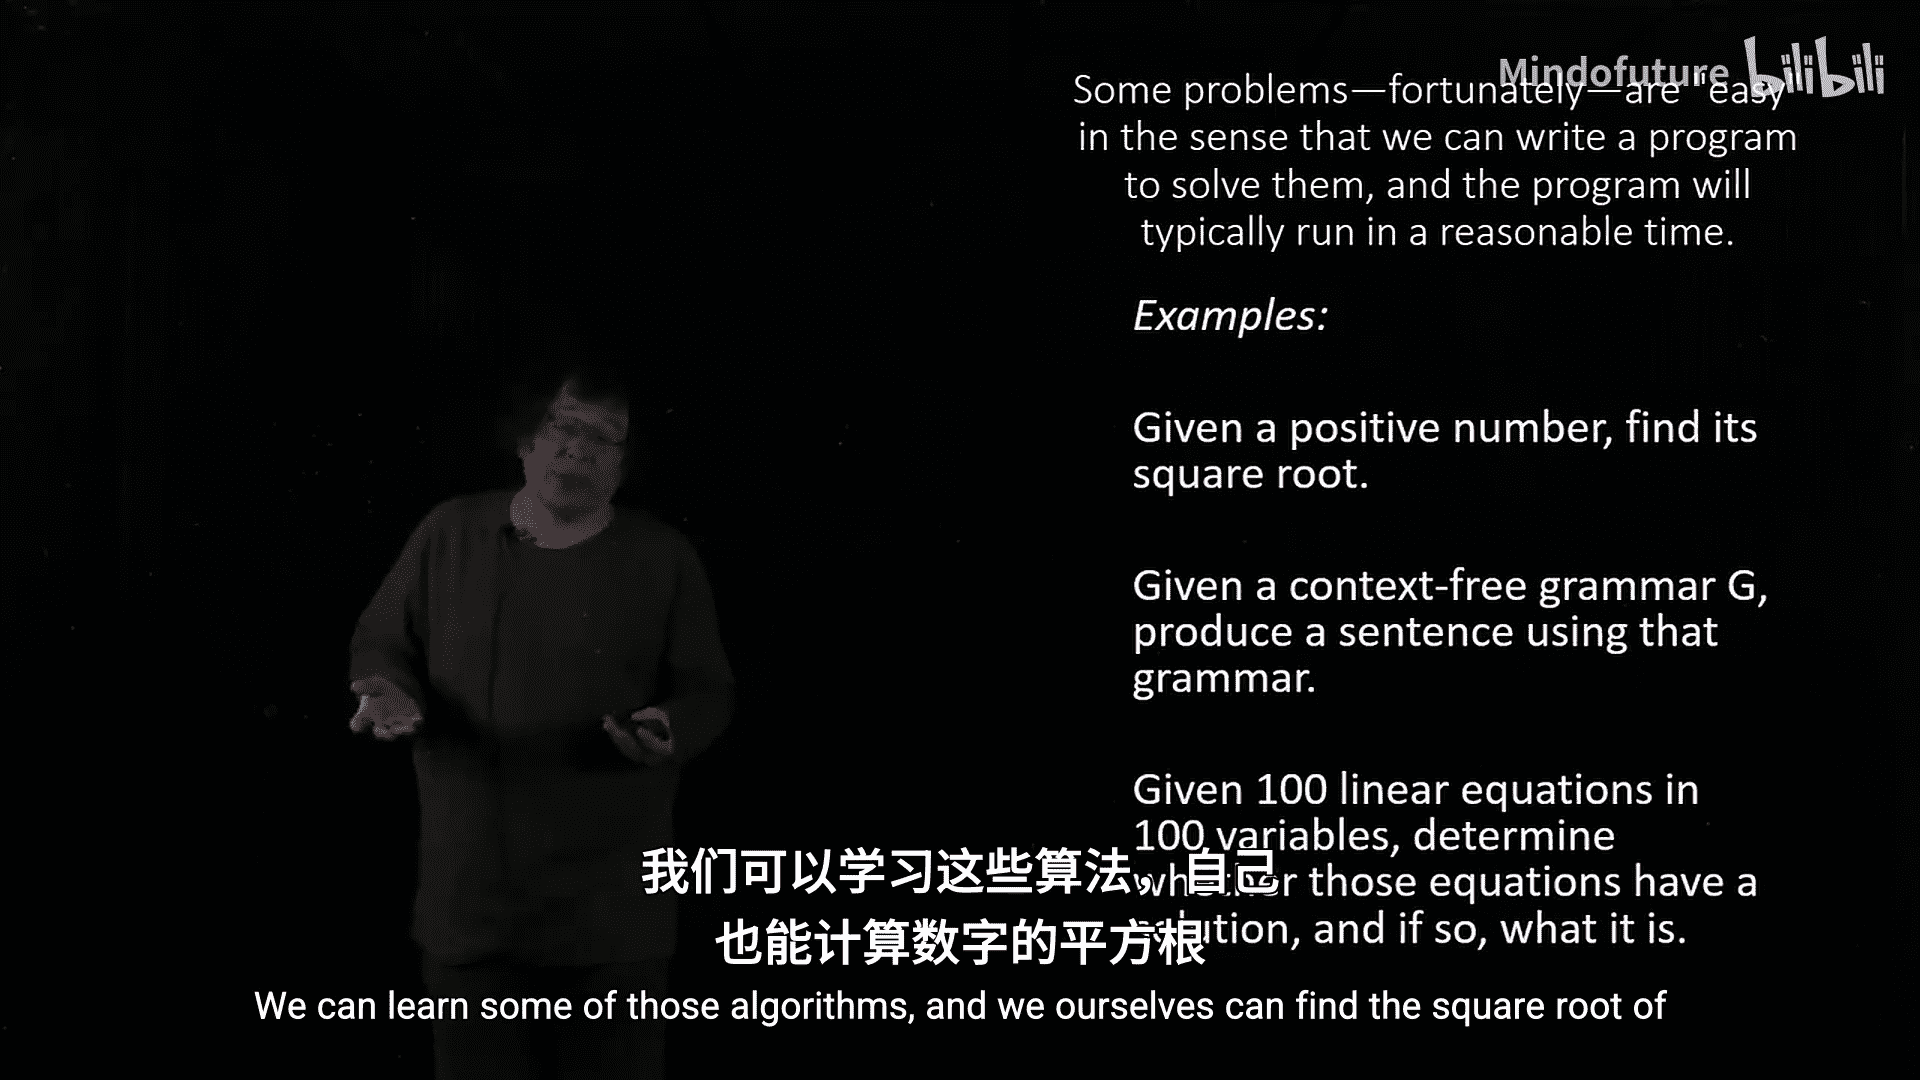 Mindofuture bilibili
Some problems—fortunately—are "easy"
in the sense that we can write a program
to solve them, and the program will
typically run in a reasonable time.
Examples:
Given a positive number, find its
square root.
Given a context-free grammar G,
produce a sentence using that
grammar.
Given 100 linear equations in
100 variables, determine
whether those equations have a
solution, and if so, what it is.
我们可以学习这些算法，自己
也能计算数字的平方根
We can learn some of those algorithms, and we ourselves can find the square root of